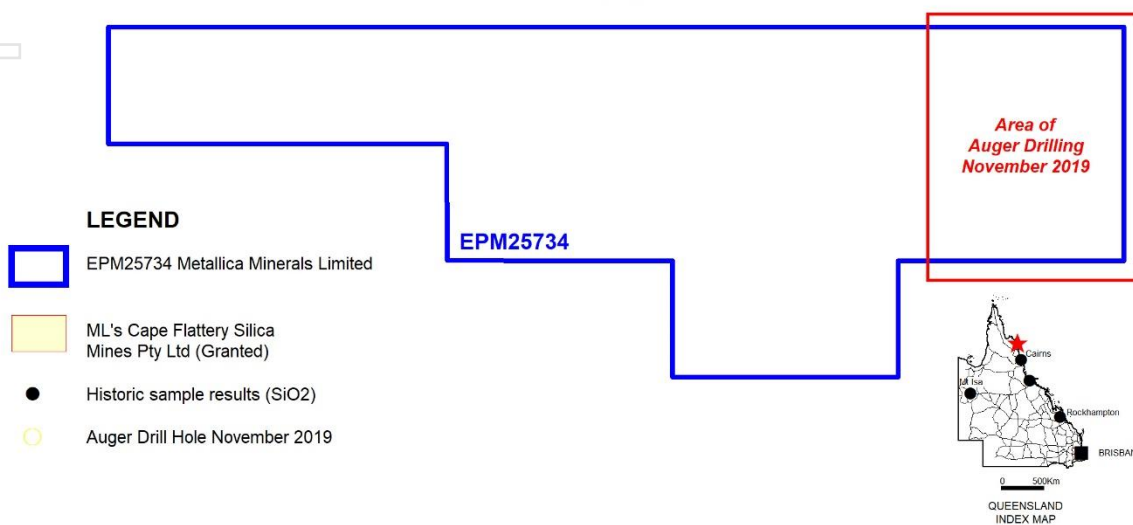 Area of
Auger Drilling
November 2019
EPM25734
LEGEND
EPM25734 Metallica Minerals Limited
ML's Cape Flattery Silica
Mines Pty Ltd (Granted)
Historic sample results (SiO2)
Auger Drill Hole November 2019
Cairns
Mt Isa
Rockhampton
BRISBAN
0 500Km
QUEENSLAND
INDEX MAP